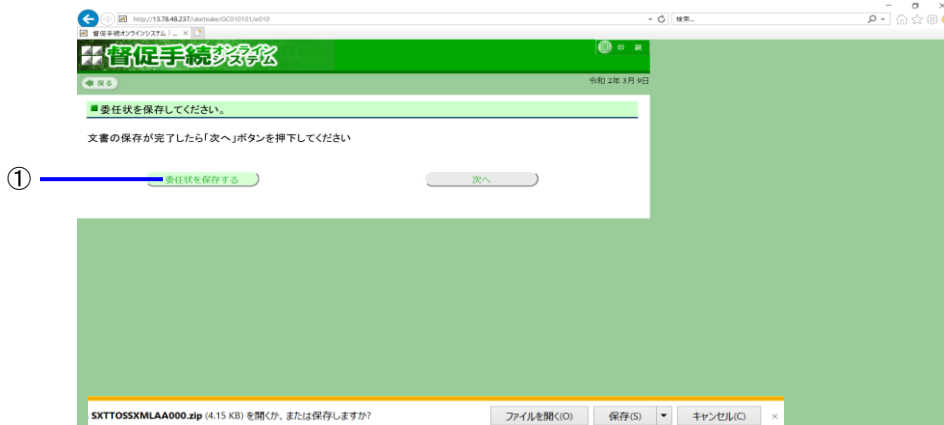 http://13.78.48.237/uketsuke/GC010101/e010
検索...
督促手続オンラインシステム｜... ×
督促手続オンラインシステム
戻る
令和 2年 3月 9日
■委任状を保存してください。
文書の保存が完了したら「次へ」ボタンを押下してください
①
委任状を保存する
次へ
SXTTOSSXMLAA000.zip (4.15 KB) を開くか、または保存しますか?
ファイルを開く(O)
保存(S)
キャンセル(C)
×